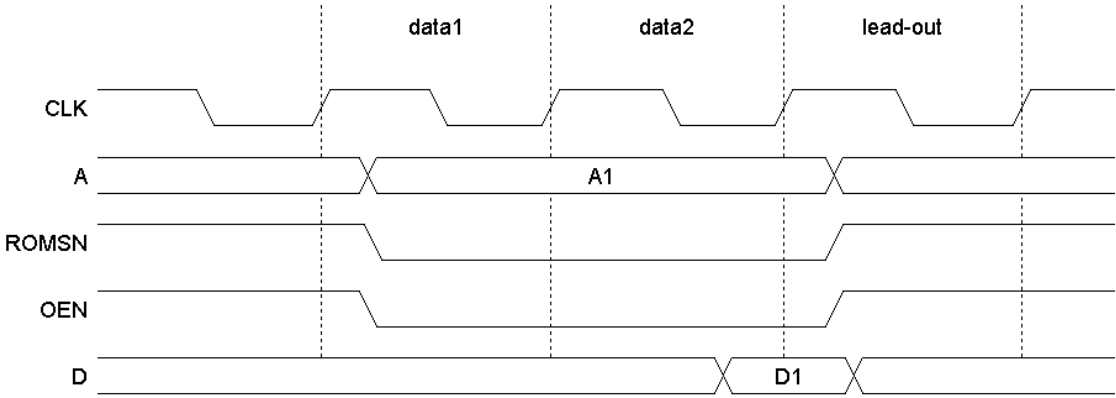 data1 data2 lead-out
CLK
A A1
ROMSN
OEN
D D1